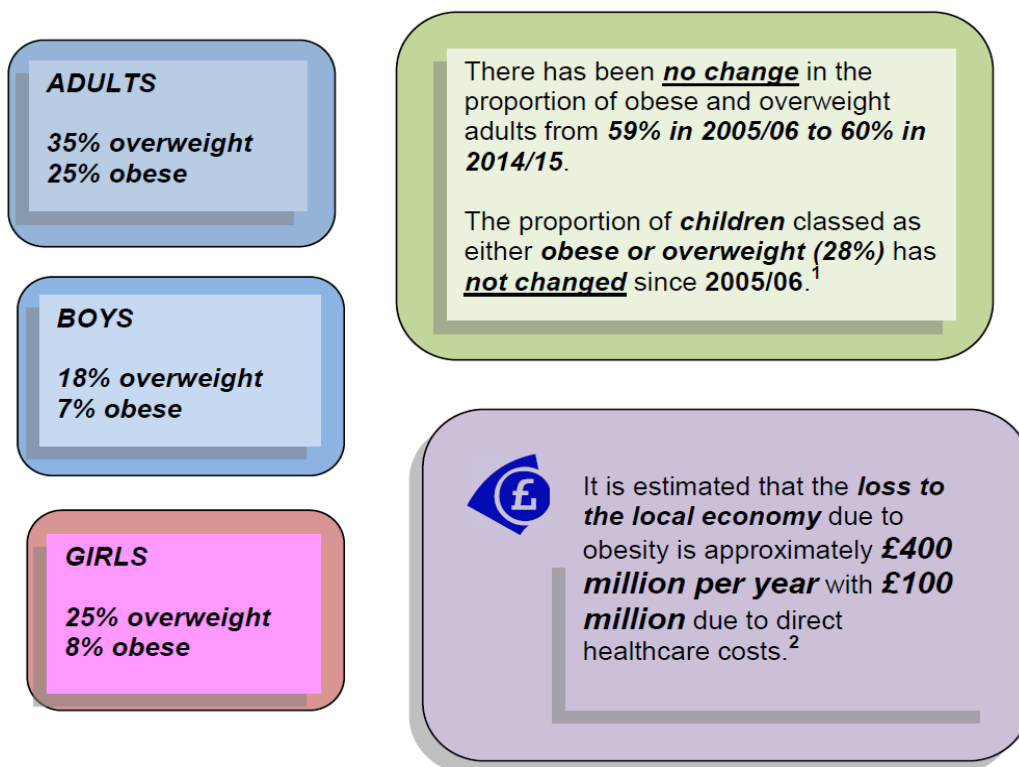 ADULTS
35% overweight
25% obese
BOYS
18% overweight
7% obese
GIRLS
25% overweight
8% obese
There has been no change in the
proportion of obese and overweight
adults from 59% in 2005/06 to 60% in
2014/15.
The proportion of children classed as
either obese or overweight (28%) has
not changed since 2005/06.1
£
It is estimated that the loss to
the local economy due to
obesity is approximately £400
million per year with £100
million due to direct
healthcare costs.2